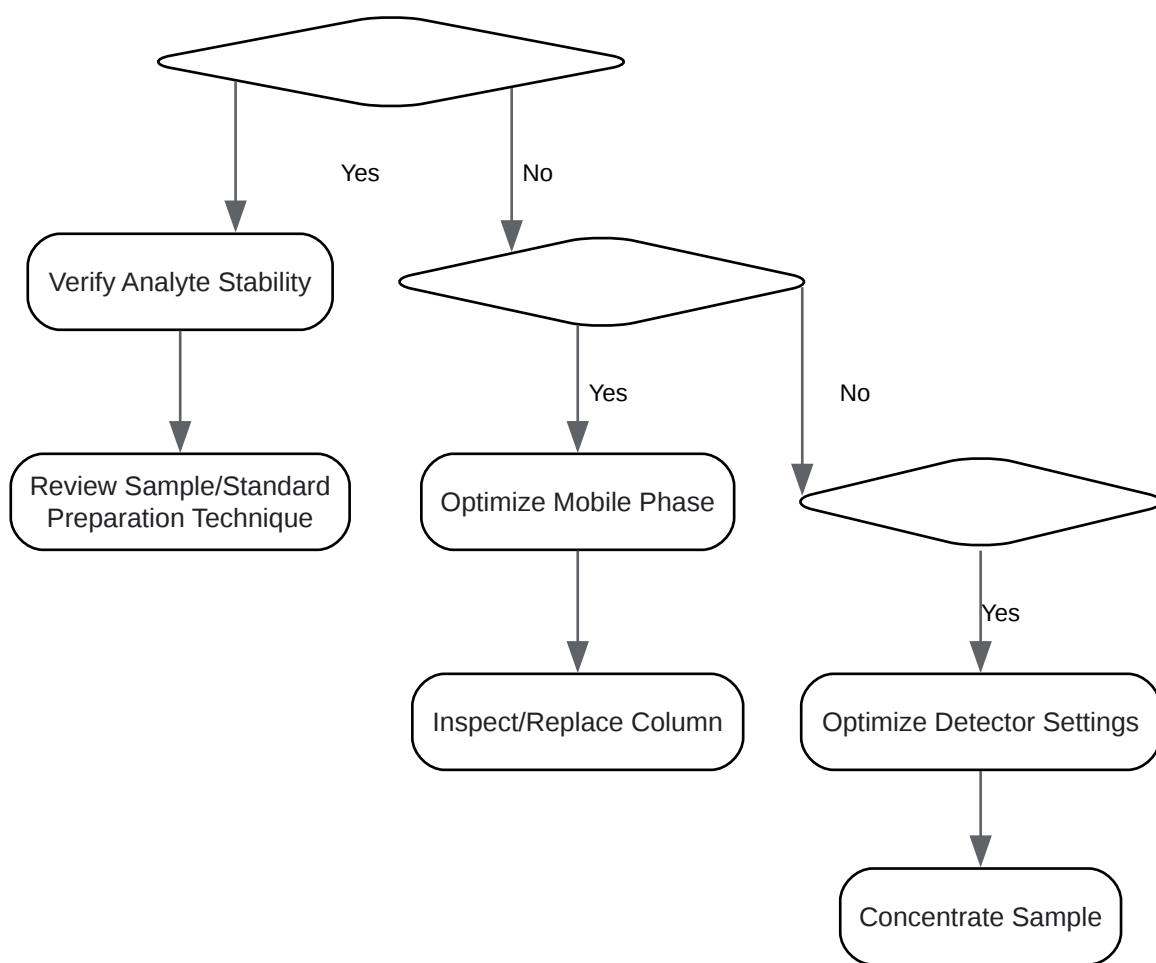 Yes
No
Verify Analyte Stability
Yes
No
Review Sample/Standard
Preparation Technique
Optimize Mobile Phase
Yes
Inspect/Replace Column
Optimize Detector Settings
Concentrate Sample